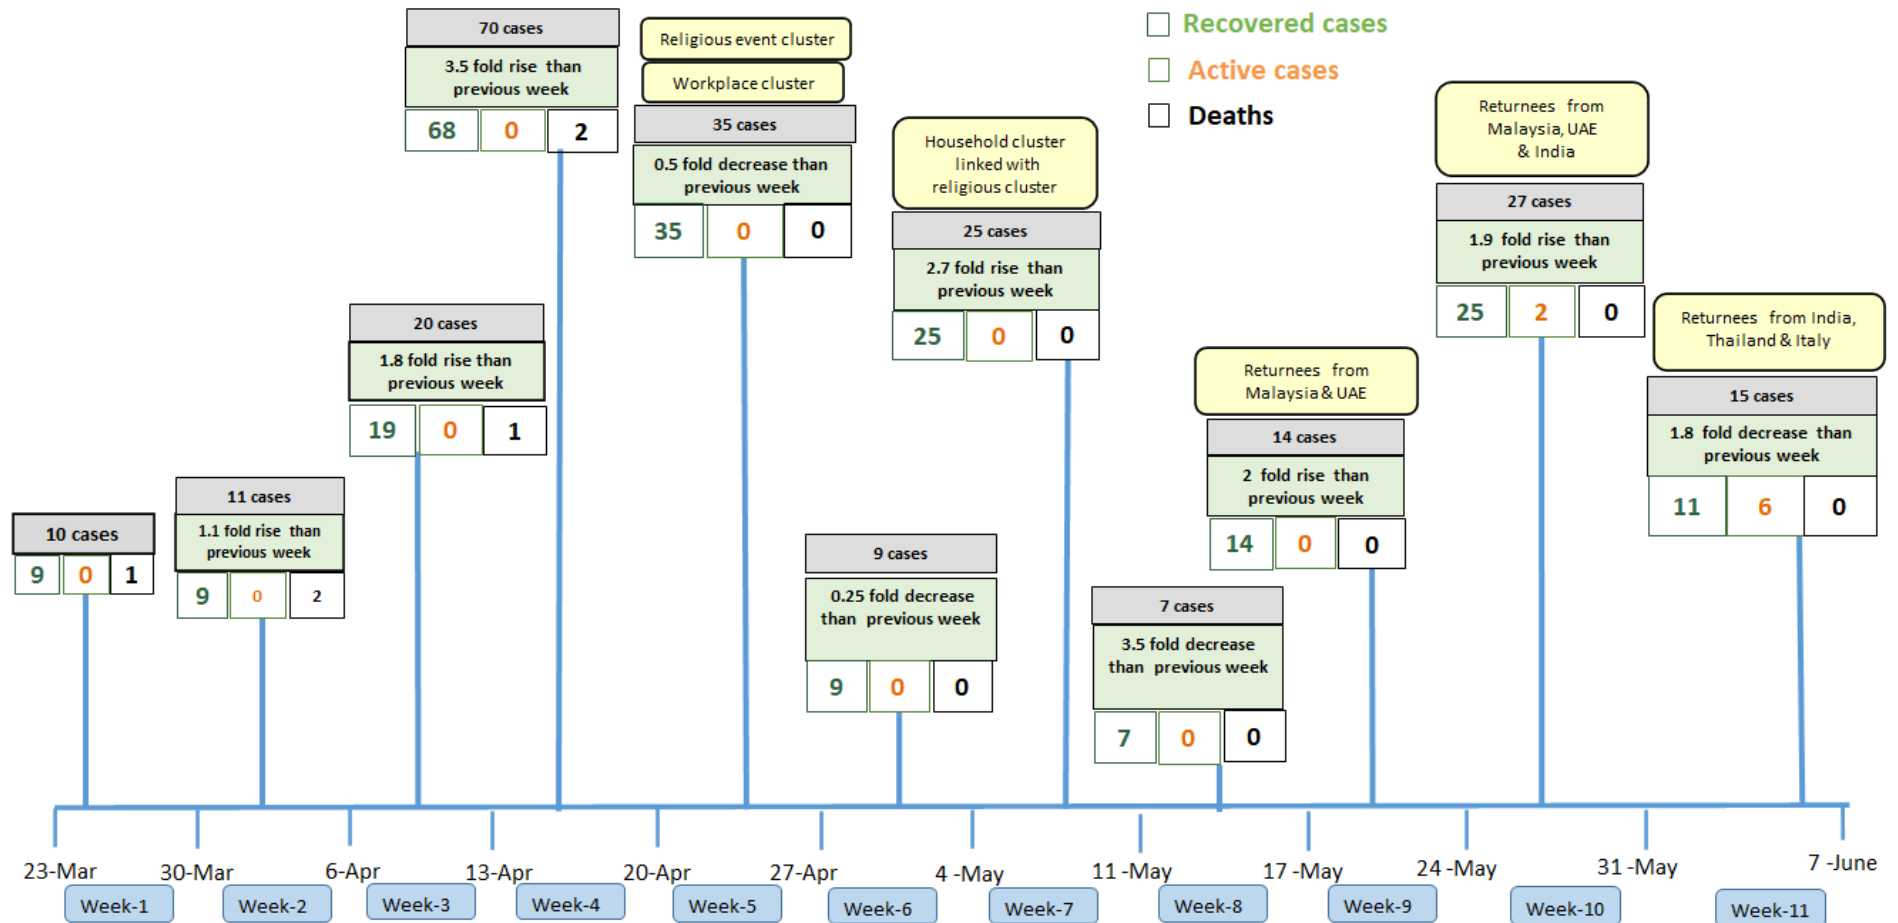 Recovered cases
Active cases
Deaths
10 cases
9 0 1
11 cases
1.1 fold rise than
previous week
9 0 2
20 cases
1.8 fold rise than
previous week
19 0 1
70 cases
3.5 fold rise than
previous week
68 0 2
Religious event cluster
Workplace cluster
35 cases
0.5 fold decrease than
previous week
35 0 0
9 cases
0.25 fold decrease
than previous week
9 0 0
Household cluster
linked with
religious cluster
25 cases
2.7 fold rise than
previous week
25 0 0
7 cases
3.5 fold decrease
than previous week
7 0 0
Returnees from
Malaysia & UAE
14 cases
2 fold rise than
previous week
14 0 0
Returnees from
Malaysia, UAE
& India
27 cases
1.9 fold rise than
previous week
25 2 0
Returnees from India,
Thailand & Italy
15 cases
1.8 fold decrease than
previous week
11 6 0
23-Mar 30-Mar 6-Apr 13-Apr 20-Apr 27-Apr 4 -May 11 -May 17 -May 24 -May 31 -May 7 -June
Week-1 Week-2 Week-3 Week-4 Week-5 Week-6 Week-7 Week-8 Week-9 Week-10 Week-11